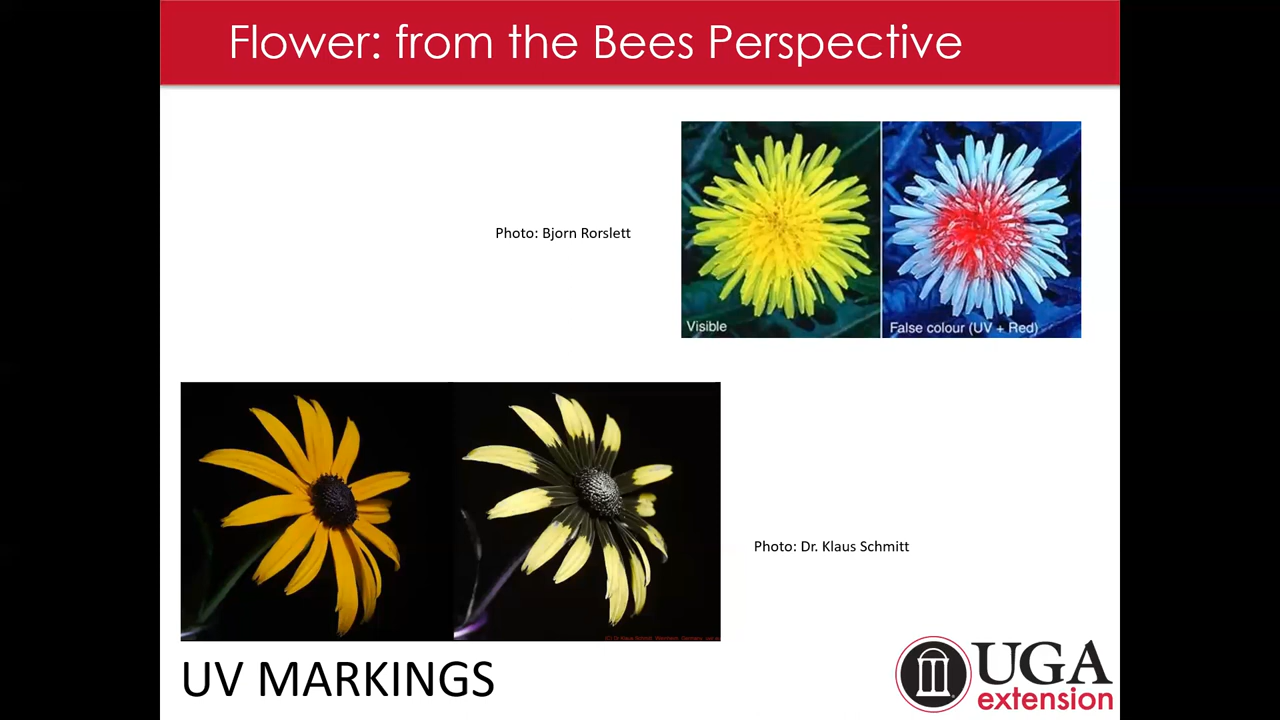 Flower: from the Bees Perspective
Photo: Bjorn Rorslett
Visible
False colour (UV + Red)
Photo: Dr. Klaus Schmitt
UV MARKINGS
UGA
extension